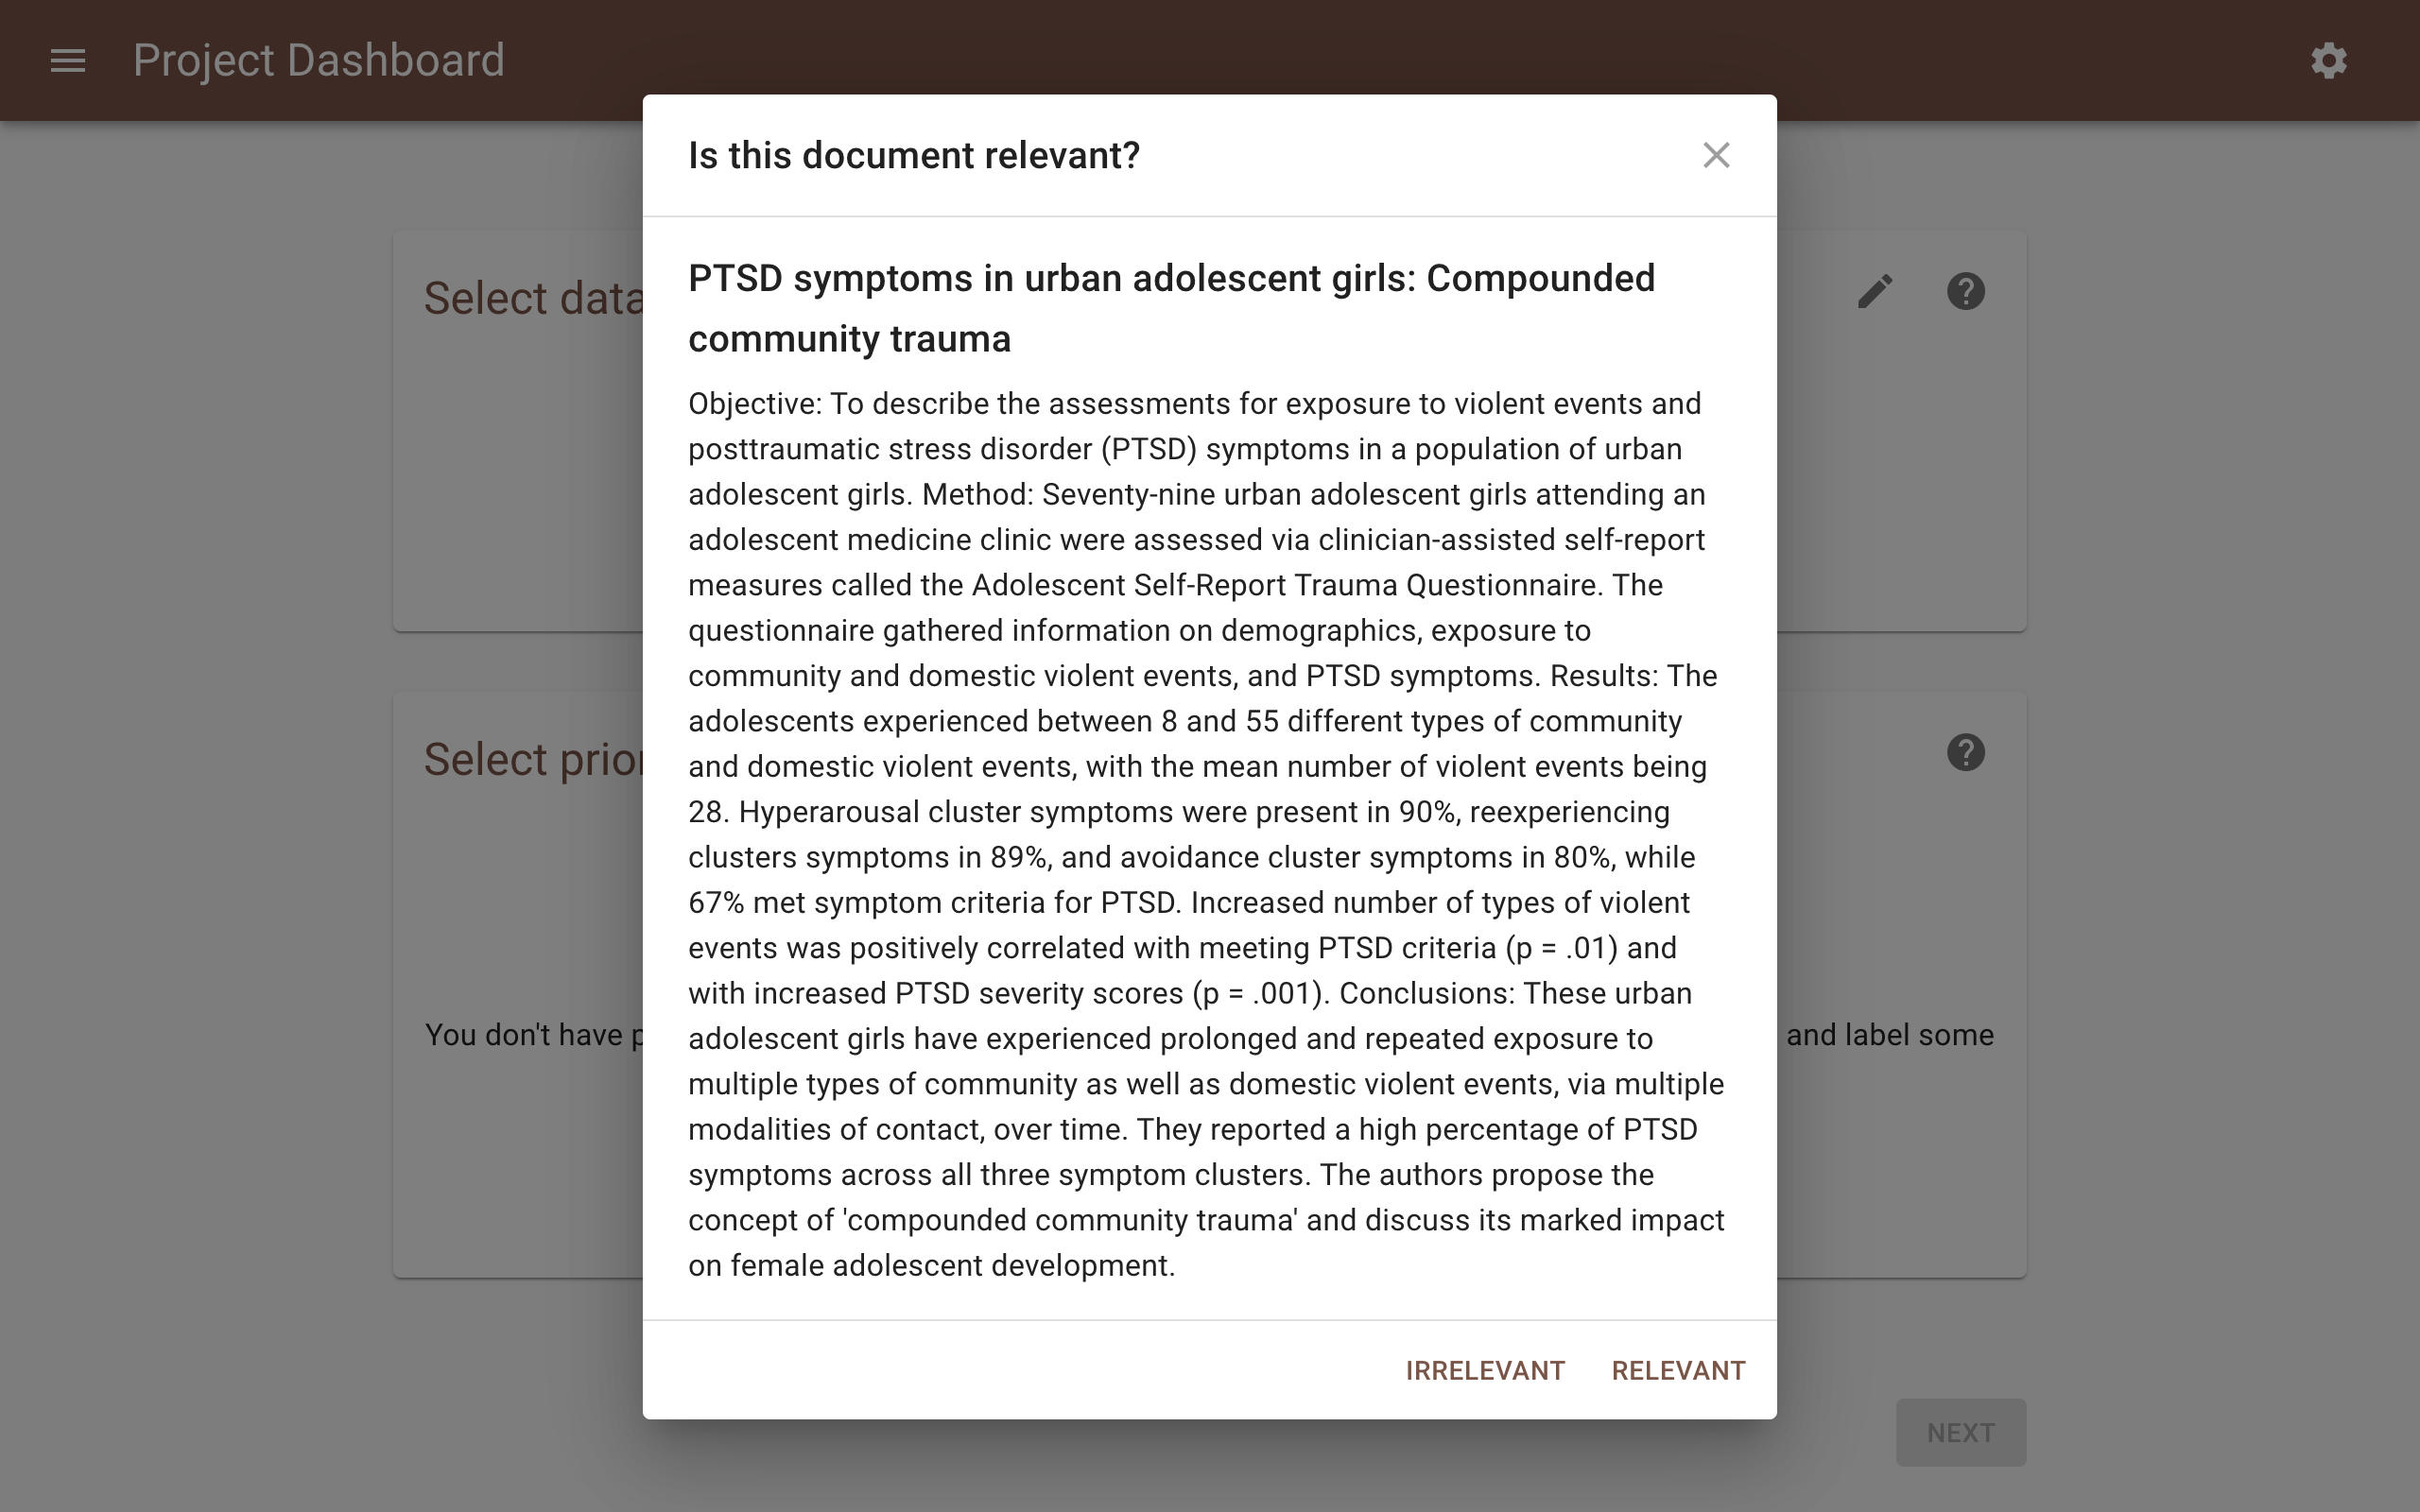 Project Dashboard
Is this document relevant?
Select data
PTSD symptoms in urban adolescent girls: Compounded
community trauma
Objective: To describe the assessments for exposure to violent events and
posttraumatic stress disorder (PTSD) symptoms in a population of urban
adolescent girls. Method: Seventy-nine urban adolescent girls attending an
adolescent medicine clinic were assessed via clinician-assisted self-report
measures called the Adolescent Self-Report Trauma Questionnaire. The
questionnaire gathered information on demographics, exposure to
community and domestic violent events, and PTSD symptoms. Results: The
adolescents experienced between 8 and 55 different types of community
and domestic violent events, with the mean number of violent events being
28. Hyperarousal cluster symptoms were present in 90%, reexperiencing
clusters symptoms in 89%, and avoidance cluster symptoms in 80%, while
67% met symptom criteria for PTSD. Increased number of types of violent
events was positively correlated with meeting PTSD criteria (p = .01) and
with increased PTSD severity scores (p = .001). Conclusions: These urban
adolescent girls have experienced prolonged and repeated exposure to
multiple types of community as well as domestic violent events, via multiple
modalities of contact, over time. They reported a high percentage of PTSD
symptoms across all three symptom clusters. The authors propose the
concept of 'compounded community trauma' and discuss its marked impact
on female adolescent development.
Select prior
You don't have
and label some
IRRELEVANT RELEVANT
NEXT